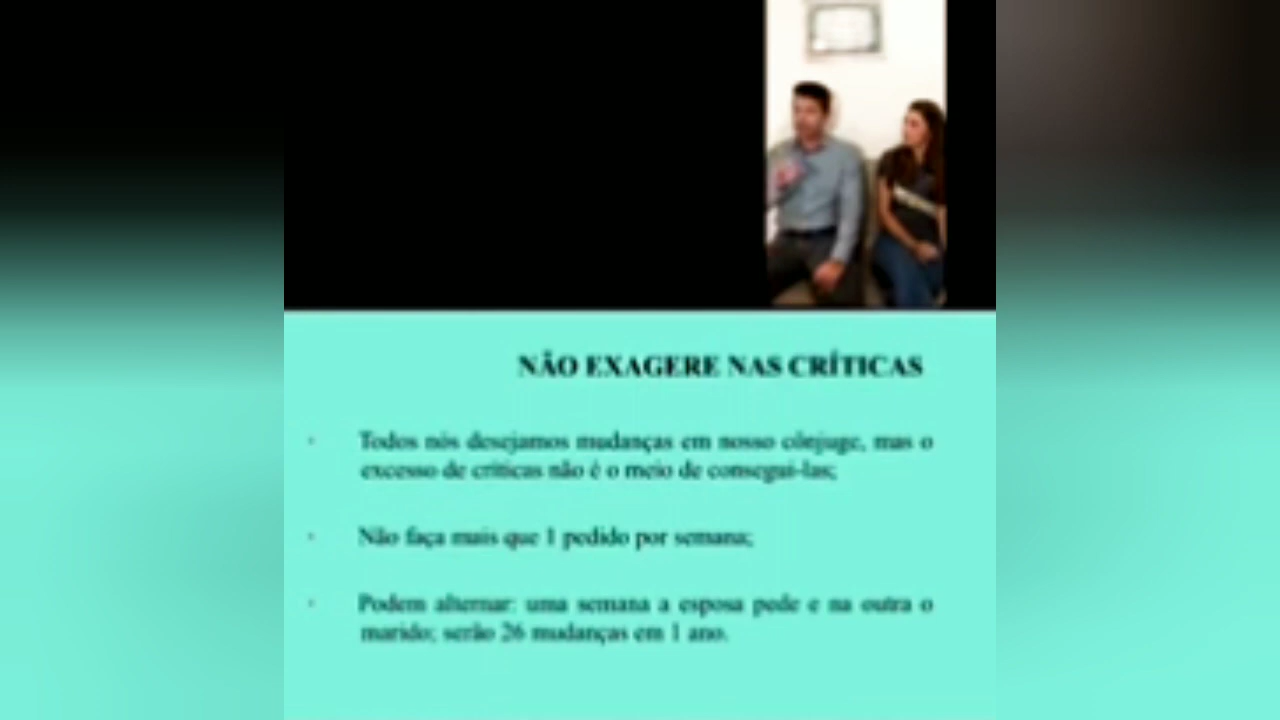 NÃO EXAGERE NAS CRÍTICAS
· Todos nós desejamos mudanças em nosso cônjuge, mas o
excesso de críticas não é o meio de consegui-las;
· Não faça mais que 1 pedido por semana;
· Podem alternar: uma semana a esposa pede e na outra o
marido; serão 26 mudanças em 1 ano.